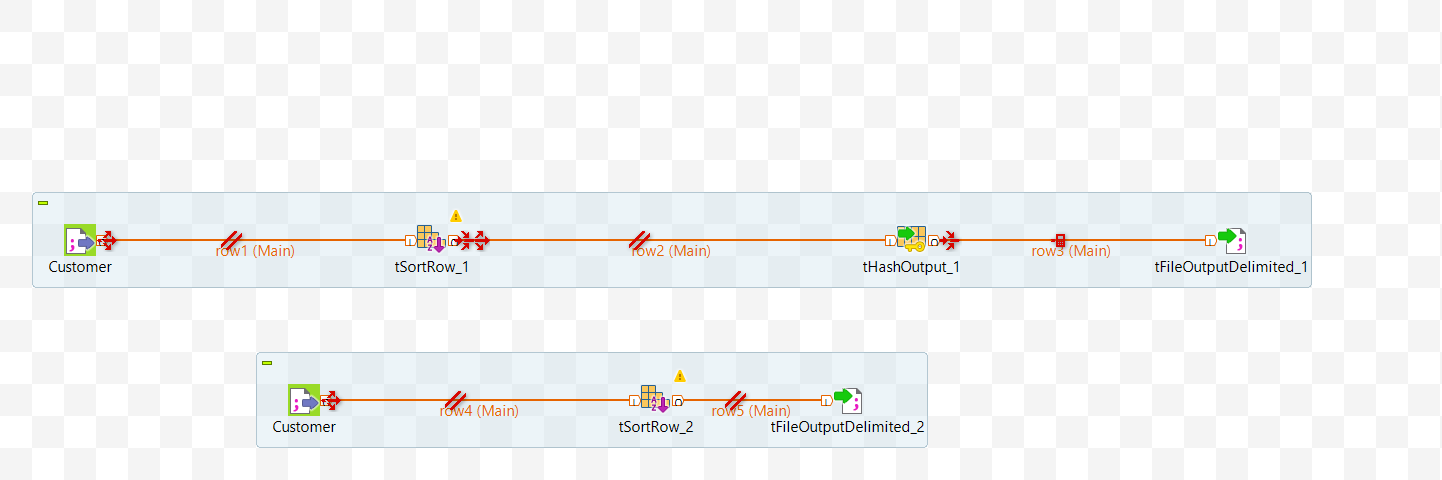 row1 (Main)
row2 (Main)
row3 (Main)
Customer
tSortRow_1
tHashOutput_1
tFileOutputDelimited_1
row4 (Main)
row5 (Main)
Customer
tSortRow_2
tFileOutputDelimited_2